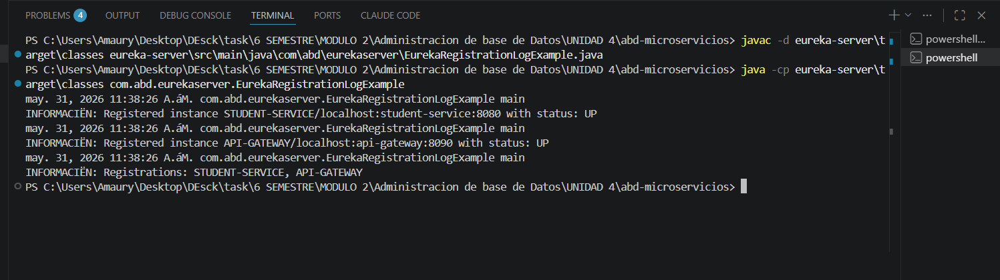 PROBLEMS 4 OUTPUT DEBUG CONSOLE TERMINAL PORTS CLAUDE CODE
PS C:\Users\Amaury\Desktop\DEsck\task\6 SEMESTRE\MODULO 2\Administracion de base de Datos\UNIDAD 4\abd-microservicios> javac -d eureka-server\t
arget\classes eureka-server\src\main\java\com\abd\eurekaserver\EurekaRegistrationLogExample.java
PS C:\Users\Amaury\Desktop\DEsck\task\6 SEMESTRE\MODULO 2\Administracion de base de Datos\UNIDAD 4\abd-microservicios> java -cp eureka-server\t
arget\classes com.abd.eurekaserver.EurekaRegistrationLogExample
may. 31, 2026 11:38:26 A.áM. com.abd.eurekaserver.EurekaRegistrationLogExample main
INFORMACIËN: Registered instance STUDENT-SERVICE/localhost:student-service:8080 with status: UP
may. 31, 2026 11:38:26 A.áM. com.abd.eurekaserver.EurekaRegistrationLogExample main
INFORMACIËN: Registered instance API-GATEWAY/localhost:api-gateway:8090 with status: UP
may. 31, 2026 11:38:26 A.áM. com.abd.eurekaserver.EurekaRegistrationLogExample main
INFORMACIËN: Registrations: STUDENT-SERVICE, API-GATEWAY
PS C:\Users\Amaury\Desktop\DEsck\task\6 SEMESTRE\MODULO 2\Administracion de base de Datos\UNIDAD 4\abd-microservicios>
powershell...
powershell